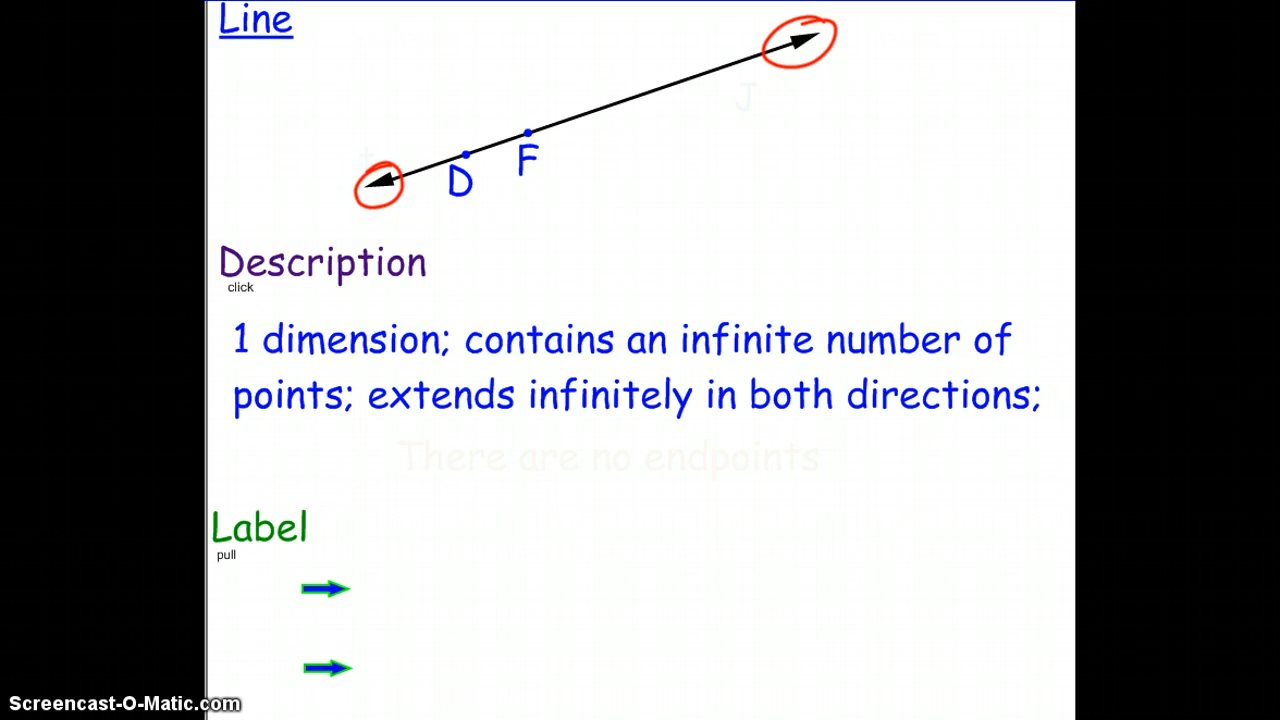 Line
J
F
D
Description
click
1 dimension; contains an infinite number of
points; extends infinitely in both directions;
There are no endpoints
Label
pull
Screencast-O-Matic.com